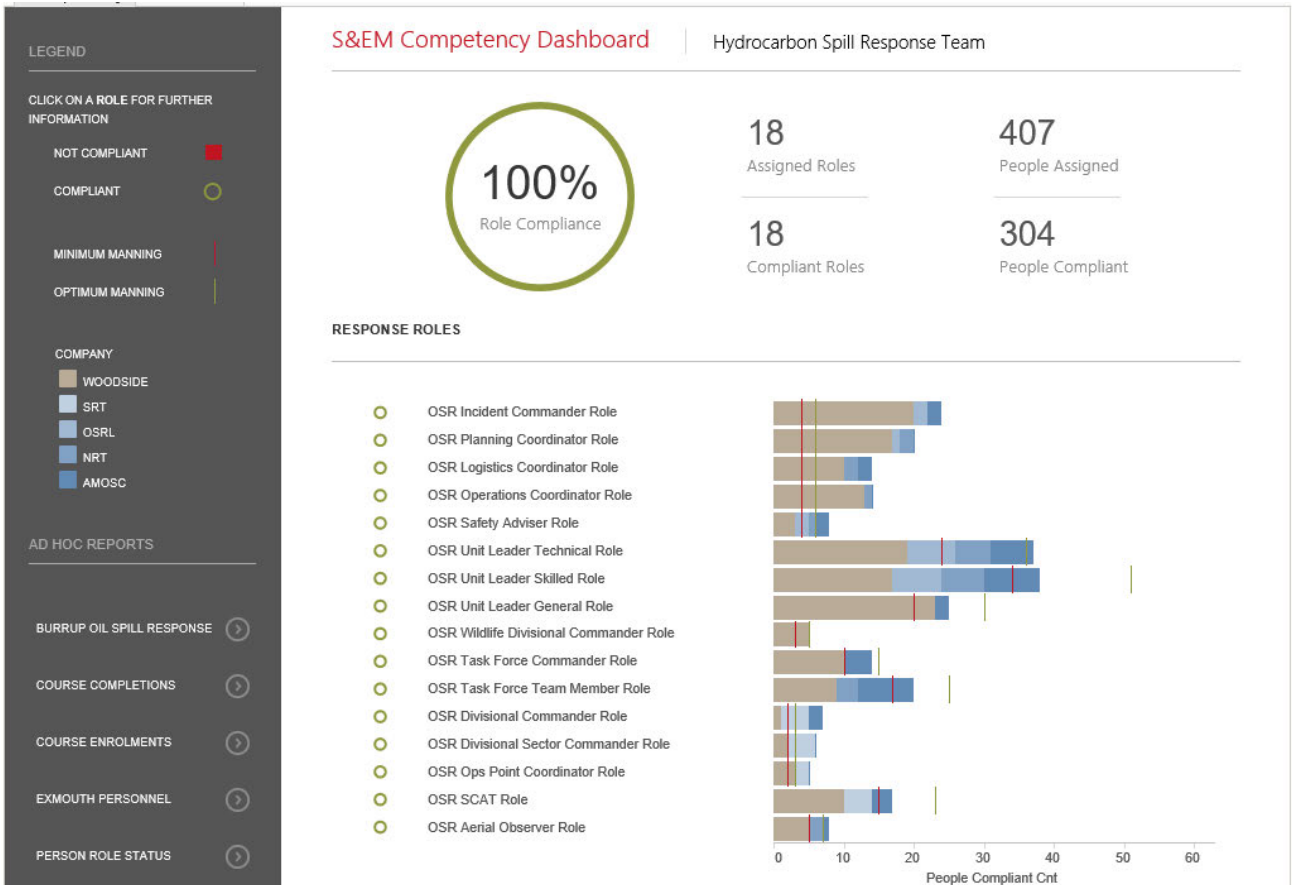 LEGEND
CLICK ON A ROLE FOR FURTHER
INFORMATION
NOT COMPLIANT
COMPLIANT
MINIMUM MANNING
OPTIMUM MANNING
COMPANY
WOODSIDE
SRT
OSRL
NRT
AMOSC
AD HOC REPORTS
BURRUP OIL SPILL RESPONSE
COURSE COMPLETIONS
COURSE ENROLMENTS
EXMOUTH PERSONNEL
PERSON ROLE STATUS
S&EM Competency Dashboard
Hydrocarbon Spill Response Team
100%
Role Compliance
18
Assigned Roles
407
People Assigned
18
Compliant Roles
304
People Compliant
RESPONSE ROLES
OSR Incident Commander Role
OSR Planning Coordinator Role
OSR Logistics Coordinator Role
OSR Operations Coordinator Role
OSR Safety Adviser Role
OSR Unit Leader Technical Role
OSR Unit Leader Skilled Role
OSR Unit Leader General Role
OSR Wildlife Divisional Commander Role
OSR Task Force Commander Role
OSR Task Force Team Member Role
OSR Divisional Commander Role
OSR Divisional Sector Commander Role
OSR Ops Point Coordinator Role
OSR SCAT Role
OSR Aerial Observer Role
0 10 20 30 40 50 60
People Compliant Cnt